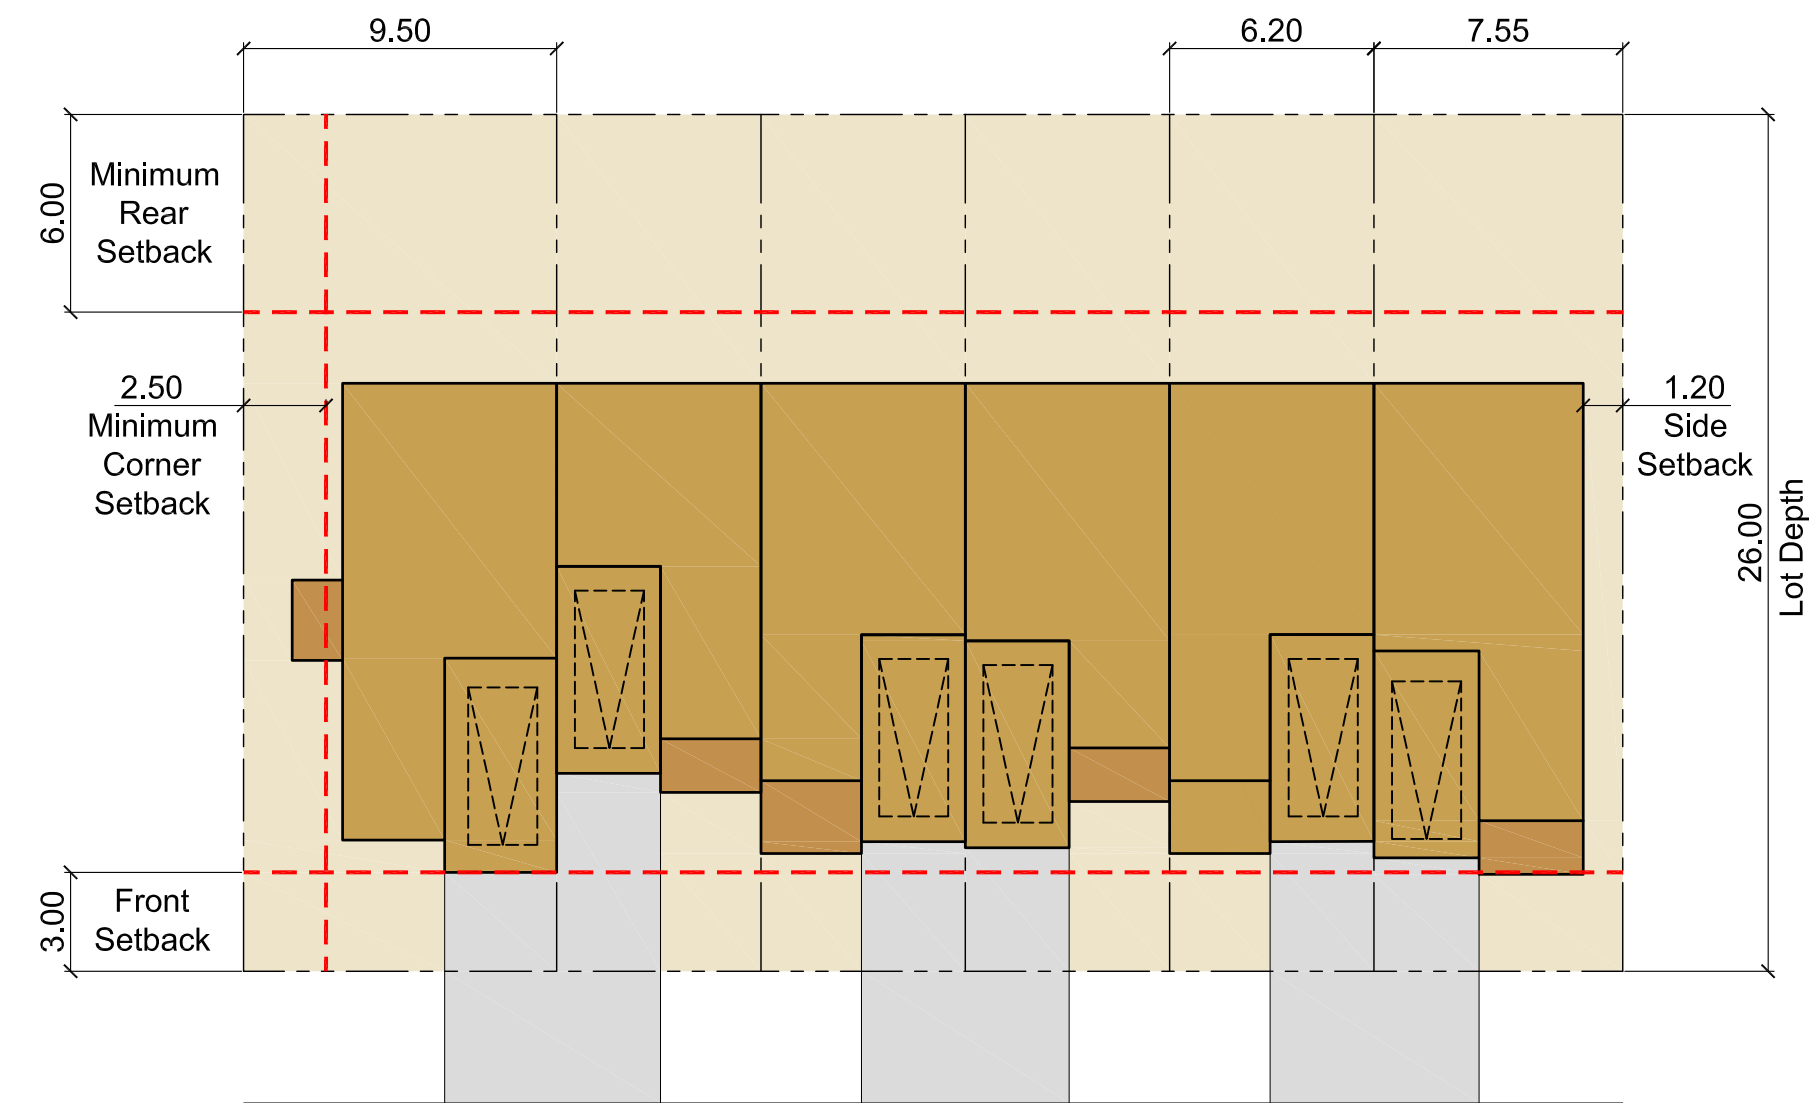 9.50
6.20
7.55
6.00
Minimum
Rear
Setback
2.50
Minimum
Corner
Setback
1.20
Side
Setback
26.00
Lot Depth
3.00
Front
Setback